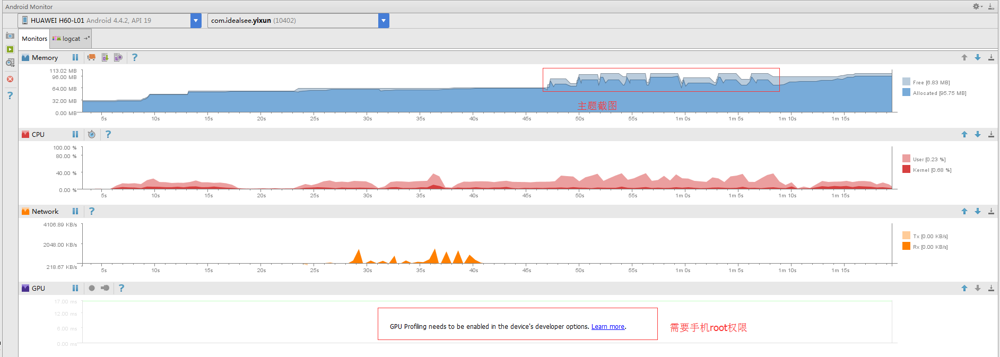 Android Monitor
HUAWEI H60-L01 Android 4.4.2, API 19
com.idealsee.yixun (10402)
Monitors
logcat
Memory
?
113.02 MB
96.00 MB
64.00 MB
32.00 MB
0.00 MB
Free [6.83 MB]
Allocated [95.75 MB]
主题截图
5s 10s 15s 20s 25s 30s 35s 40s 45s 50s 55s 1m 0s 1m 5s 1m 10s 1m 15s
CPU
?
100.00 %
80.00 %
40.00 %
0.00 %
User [0.23 %]
Kernel [0.68 %]
5s 10s 15s 20s 25s 30s 35s 40s 45s 50s 55s 1m 0s 1m 5s 1m 10s 1m 15s
Network
?
4106.89 KB/s
2048.00 KB/s
218.67 KB/s
Tx [0.00 KB/s]
Rx [0.00 KB/s]
5s 10s 15s 20s 25s 30s 35s 40s 45s 50s 55s 1m 0s 1m 5s 1m 10s 1m 15s
GPU
?
17.00 ms
12.00 ms
6.00 ms
0.00 ms
GPU Profiling needs to be enabled in the device's developer options. Learn more.
需要手机root权限
?